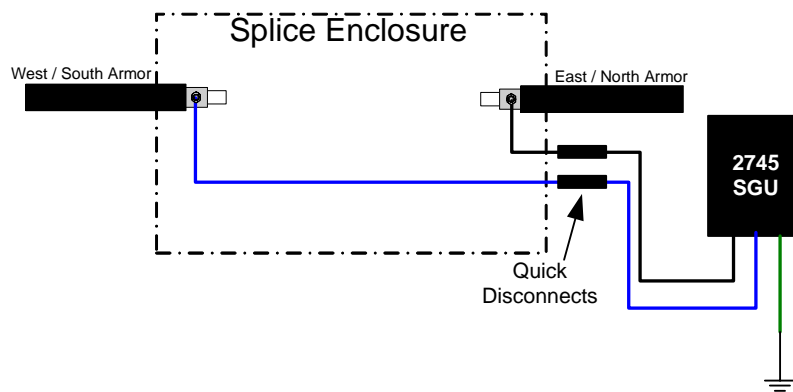 Splice Enclosure
West / South Armor
East / North Armor
2745
SGU
Quick
Disconnects